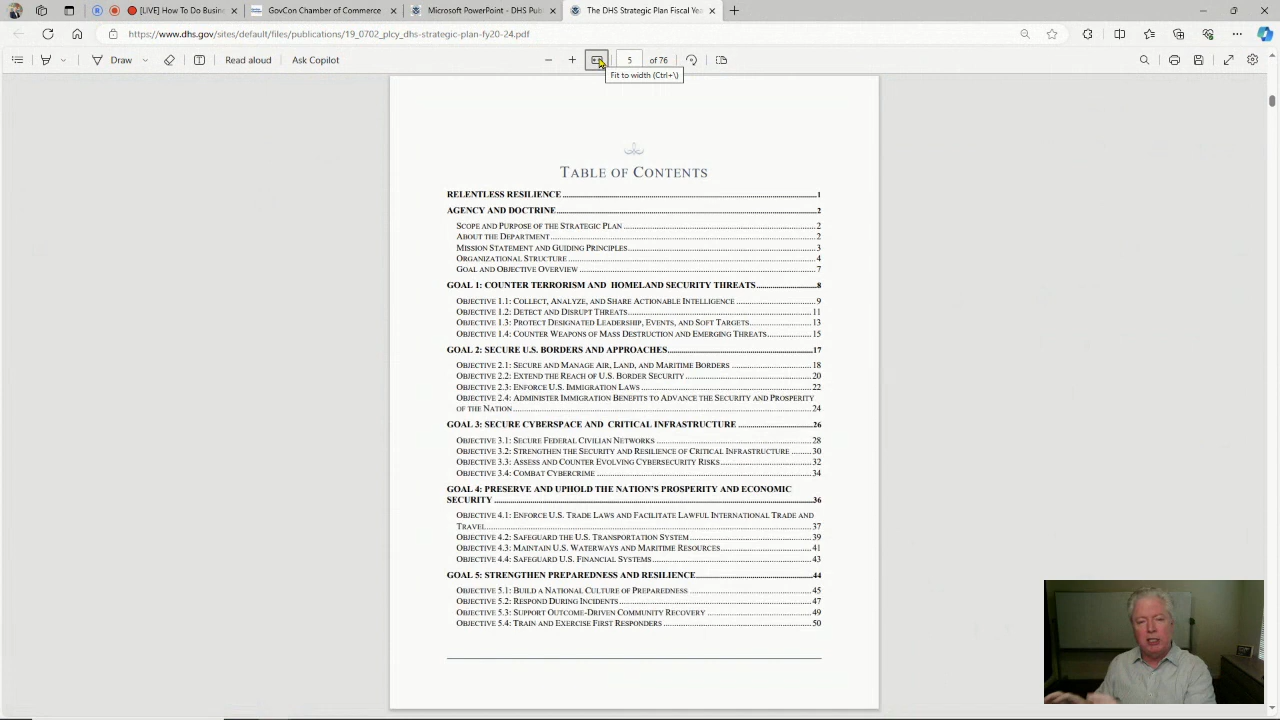 [LIVE] How To Do Busine
GovCon Chamber of Commerce
Microsoft PowerPoint - DHS Pub
The DHS Strategic Plan Fiscal Yea
https://www.dhs.gov/sites/default/files/publications/19_0702_plcy_dhs-strategic-plan-fy20-24.pdf
Draw
Read aloud
Ask Copilot
5 of 76
Fit to width (Ctrl+\)
TABLE OF CONTENTS
RELENTLESS RESILIENCE 1
AGENCY AND DOCTRINE 2
SCOPE AND PURPOSE OF THE STRATEGIC PLAN 2
ABOUT THE DEPARTMENT 2
MISSION STATEMENT AND GUIDING PRINCIPLES 3
ORGANIZATIONAL STRUCTURE 4
GOAL AND OBJECTIVE OVERVIEW 7
GOAL 1: COUNTER TERRORISM AND HOMELAND SECURITY THREATS 8
OBJECTIVE 1.1: COLLECT, ANALYZE, AND SHARE ACTIONABLE INTELLIGENCE 9
OBJECTIVE 1.2: DETECT AND DISRUPT THREATS 11
OBJECTIVE 1.3: PROTECT DESIGNATED LEADERSHIP, EVENTS, AND SOFT TARGETS 13
OBJECTIVE 1.4: COUNTER WEAPONS OF MASS DESTRUCTION AND EMERGING THREATS 15
GOAL 2: SECURE U.S. BORDERS AND APPROACHES 17
OBJECTIVE 2.1: SECURE AND MANAGE AIR, LAND, AND MARITIME BORDERS 18
OBJECTIVE 2.2: EXTEND THE REACH OF U.S. BORDER SECURITY 20
OBJECTIVE 2.3: ENFORCE U.S. IMMIGRATION LAWS 22
OBJECTIVE 2.4: ADMINISTER IMMIGRATION BENEFITS TO ADVANCE THE SECURITY AND PROSPERITY
OF THE NATION 24
GOAL 3: SECURE CYBERSPACE AND CRITICAL INFRASTRUCTURE 26
OBJECTIVE 3.1: SECURE FEDERAL CIVILIAN NETWORKS 28
OBJECTIVE 3.2: STRENGTHEN THE SECURITY AND RESILIENCE OF CRITICAL INFRASTRUCTURE 30
OBJECTIVE 3.3: ASSESS AND COUNTER EVOLVING CYBERSECURITY RISKS 32
OBJECTIVE 3.4: COMBAT CYBERCRIME 34
GOAL 4: PRESERVE AND UPHOLD THE NATION'S PROSPERITY AND ECONOMIC
SECURITY 36
OBJECTIVE 4.1: ENFORCE U.S. TRADE LAWS AND FACILITATE LAWFUL INTERNATIONAL TRADE AND
TRAVEL 37
OBJECTIVE 4.2: SAFEGUARD THE U.S. TRANSPORTATION SYSTEM 39
OBJECTIVE 4.3: MAINTAIN U.S. WATERWAYS AND MARITIME RESOURCES 41
OBJECTIVE 4.4: SAFEGUARD U.S. FINANCIAL SYSTEMS 43
GOAL 5: STRENGTHEN PREPAREDNESS AND RESILIENCE 44
OBJECTIVE 5.1: BUILD A NATIONAL CULTURE OF PREPAREDNESS 45
OBJECTIVE 5.2: RESPOND DURING INCIDENTS 47
OBJECTIVE 5.3: SUPPORT OUTCOME-DRIVEN COMMUNITY RECOVERY 49
OBJECTIVE 5.4: TRAIN AND EXERCISE FIRST RESPONDERS 50